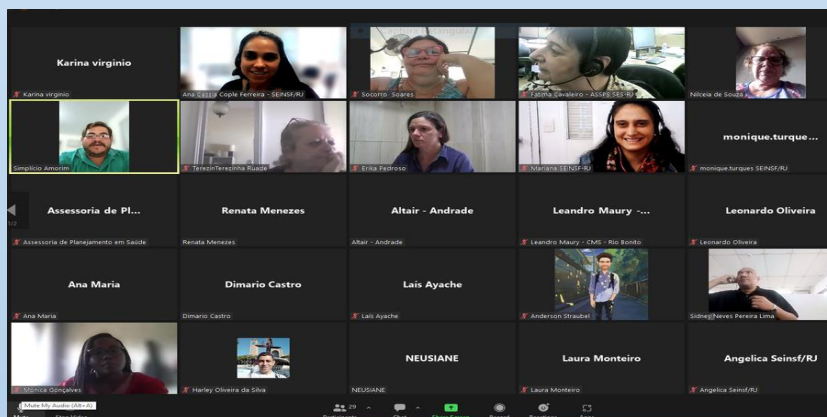 Karina virginio
Karina virginio
Ana Cassia Cople Ferreira - SEINSF/RJ
Socorro Soares
Fátima Cavaleiro - ASSPS SES-RJ
Nilceia de Souza
Simplício Amorim
TerezinTerezinha Ruade
Erika Pedroso
Mariana SEINSF-RJ
monique.turque...
monique.turques SEINSF/RJ
Assessoria de Pl...
Renata Menezes
Altair - Andrade
Leandro Maury -...
Leonardo Oliveira
Assessoria de Planejamento em Saúde
Renata Menezes
Altair - Andrade
Leandro Maury - CMS - Rio Bonito
Leonardo Oliveira
Ana Maria
Dimario Castro
Laís Ayache
Ana Maria
Dimario Castro
Laís Ayache
Anderson Straubel
Sidney Neves Pereira Lima
NEUSIANE
Laura Monteiro
Angelica Seinsf/RJ
Mônica Gonçalves
Harley Oliveira da Silva
NEUSIANE
Laura Monteiro
Angelica Seinsf/RJ
Mute My Audio (Alt+A)
29